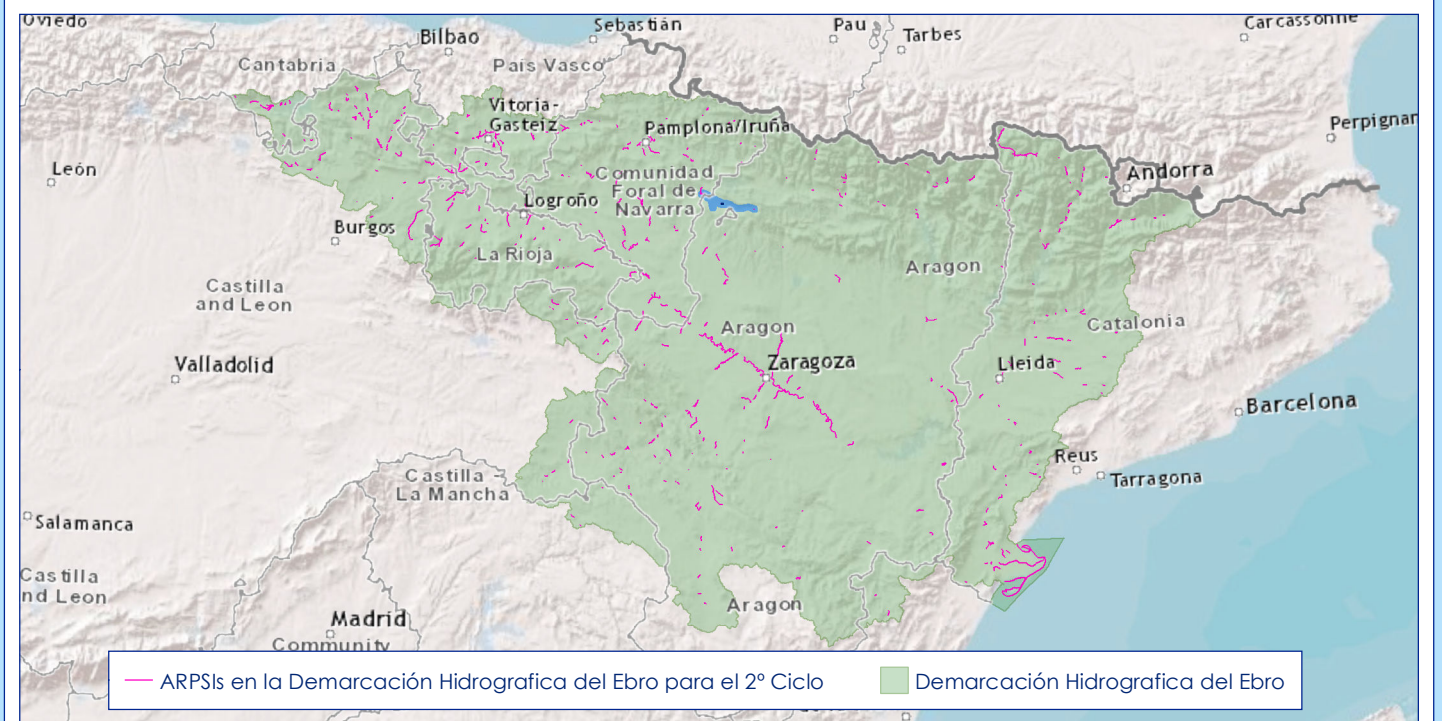 Oviedo
Sebastián
Pau
Tarbes
Carcassonne
Bilbao
Cantabria
País Vasco
Vitoria-
Gasteiz
Pamplona/Iruña
Perpignan
León
Comunidad
Foral de
Navarra
Andorra
Logroño
Burgos
La Rioja
Aragon
Castilla
and Leon
Aragon
Catalonia
Valladolid
Zaragoza
Lleida
Barcelona
Reus
Castilla
La Mancha
Tarragona
Salamanca
Castilla
nd Leon
Aragon
Madrid
Community
ARPSIs en la Demarcación Hidrografica del Ebro para el 2º Ciclo
Demarcación Hidrografica del Ebro